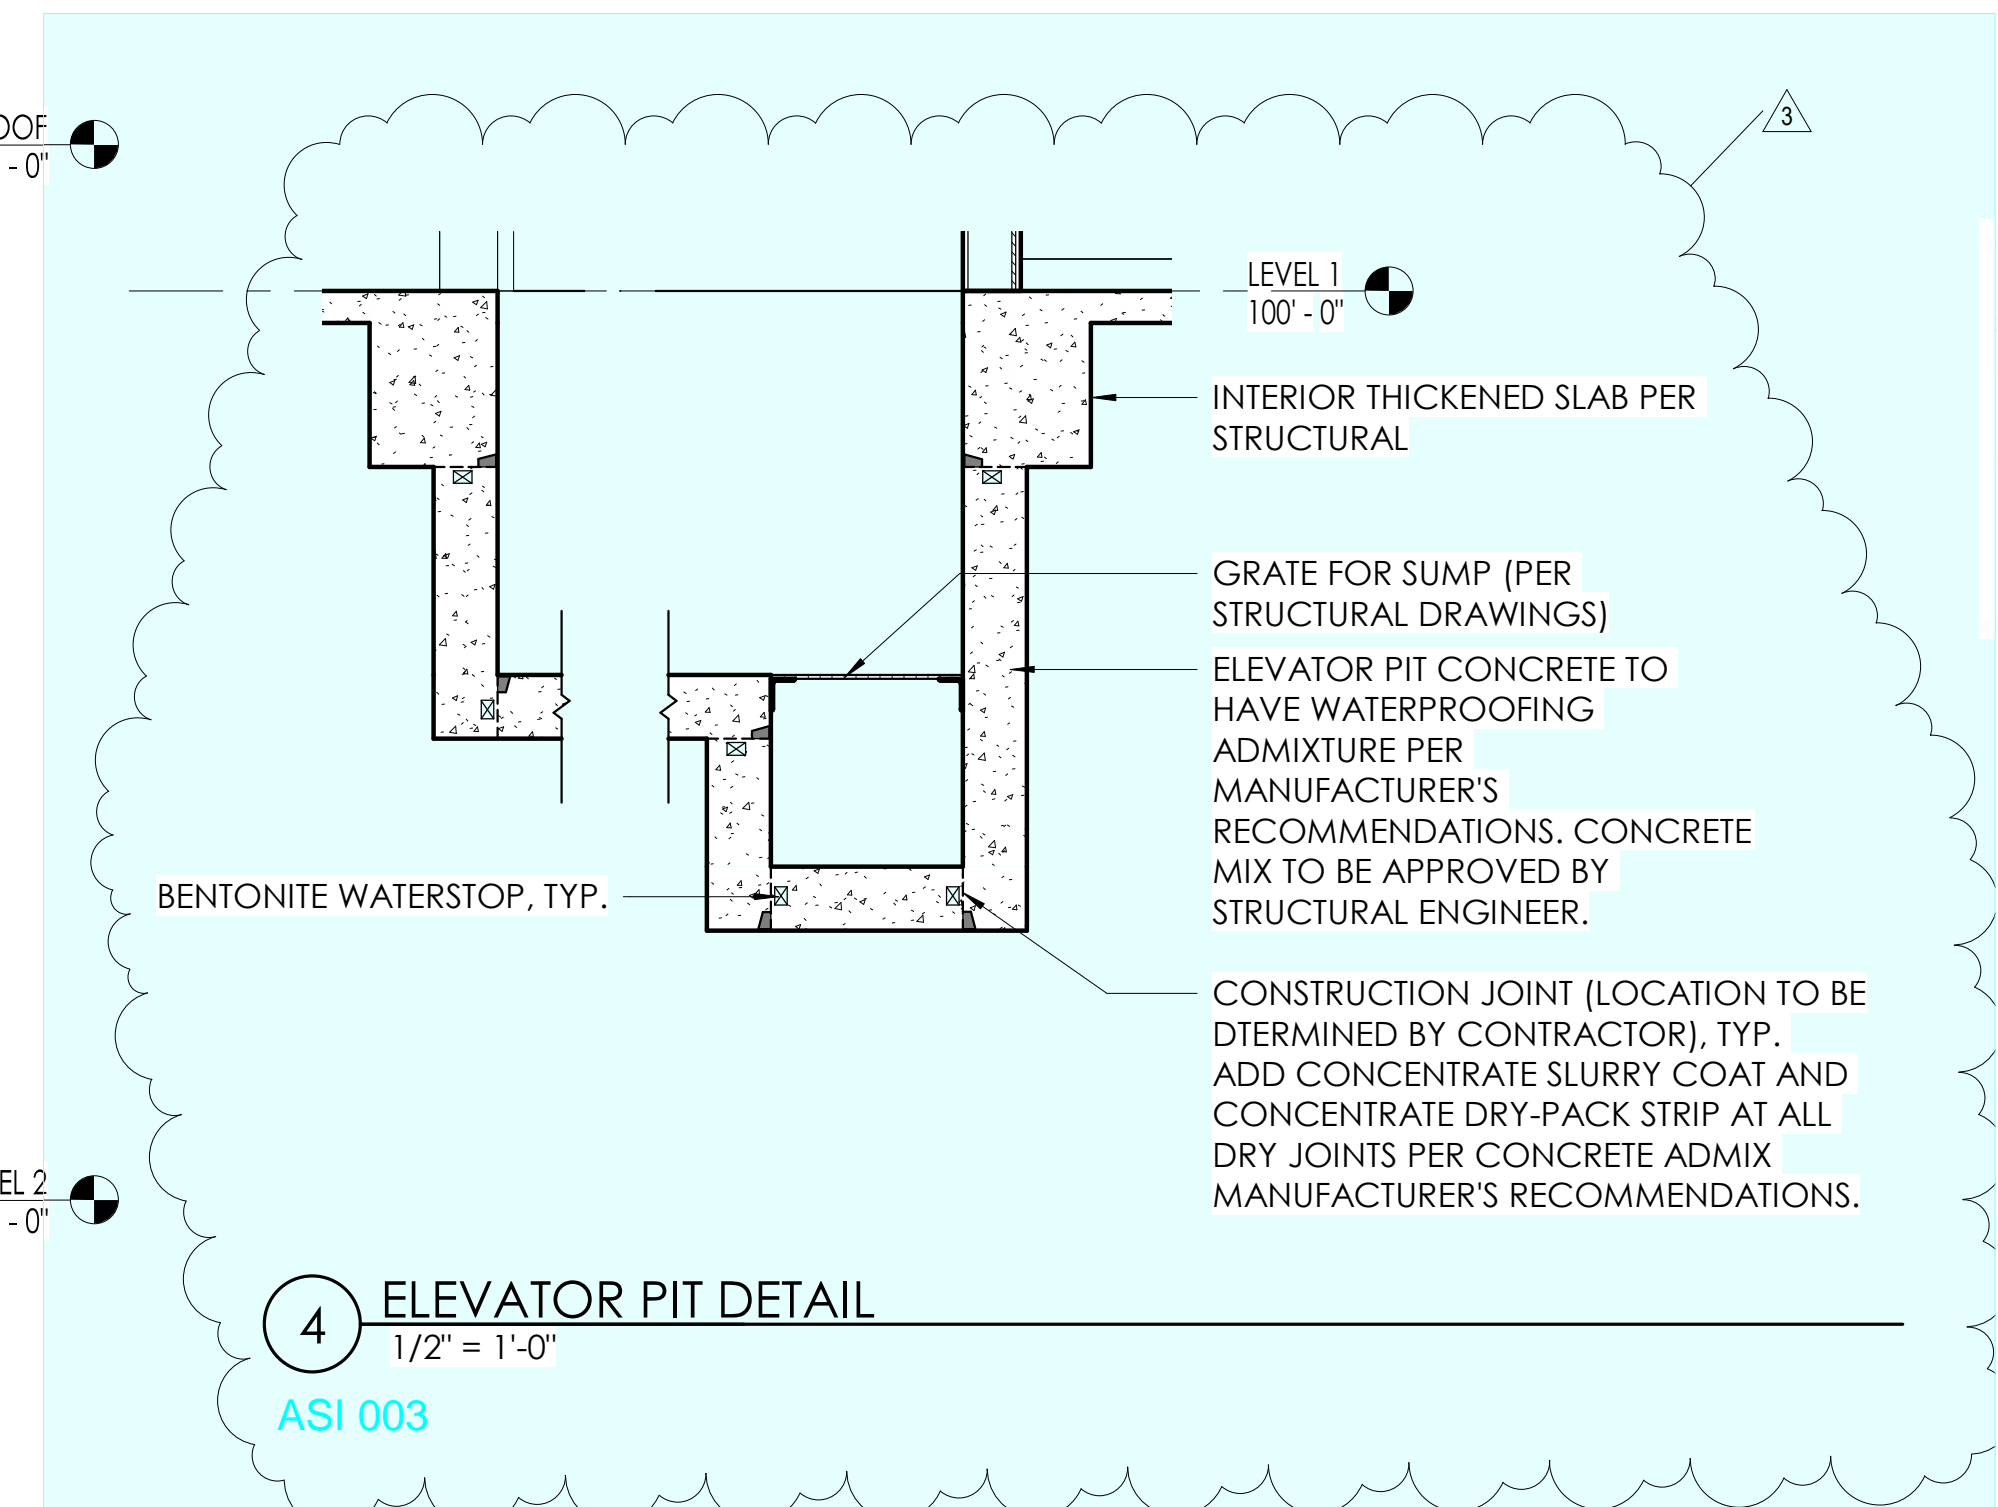 OOF
- 0"
3
LEVEL 1
100' - 0"
INTERIOR THICKENED SLAB PER
STRUCTURAL
GRATE FOR SUMP (PER
STRUCTURAL DRAWINGS)
ELEVATOR PIT CONCRETE TO
HAVE WATERPROOFING
ADMIXTURE PER
MANUFACTURER'S
RECOMMENDATIONS. CONCRETE
MIX TO BE APPROVED BY
STRUCTURAL ENGINEER.
BENTONITE WATERSTOP, TYP.
CONSTRUCTION JOINT (LOCATION TO BE
DTERMINED BY CONTRACTOR), TYP.
ADD CONCENTRATE SLURRY COAT AND
CONCENTRATE DRY-PACK STRIP AT ALL
DRY JOINTS PER CONCRETE ADMIX
MANUFACTURER'S RECOMMENDATIONS.
EL 2
- 0"
4
ELEVATOR PIT DETAIL
1/2" = 1'-0"
ASI 003